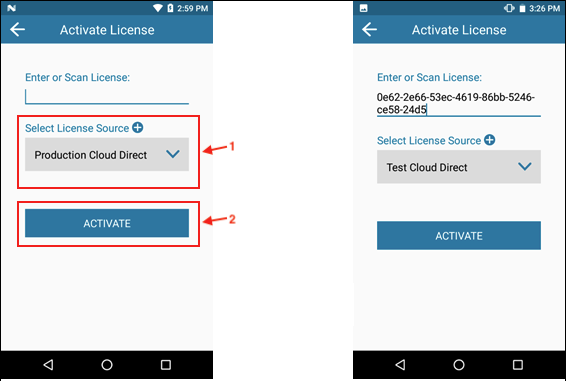 2:59 PM
Activate License
Enter or Scan License:
Select License Source
Production Cloud Direct
1
ACTIVATE
2
3:26 PM
Activate License
Enter or Scan License:
0e62-2e66-53ec-4619-86bb-5246-
ce58-24d5
Select License Source
Test Cloud Direct
ACTIVATE